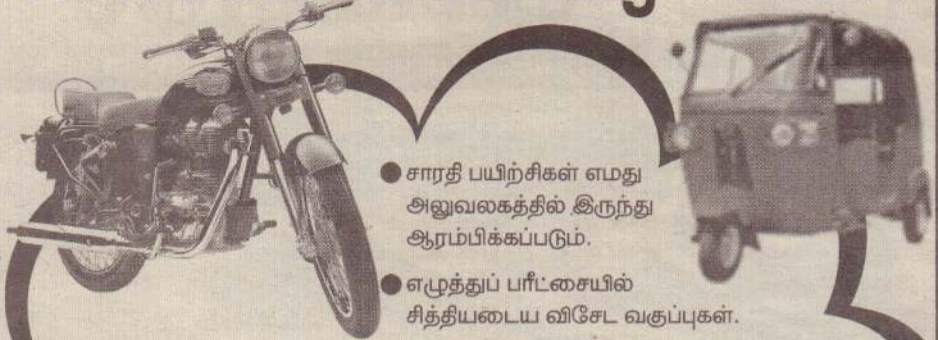 சாரதி பயிற்சிகள் எமது
அலுவலகத்தில் இருந்து
ஆரம்பிக்கப்படும்.
எழுத்துப் பரீட்சையில்
சித்தியடைய விசேட வகுப்புகள்.